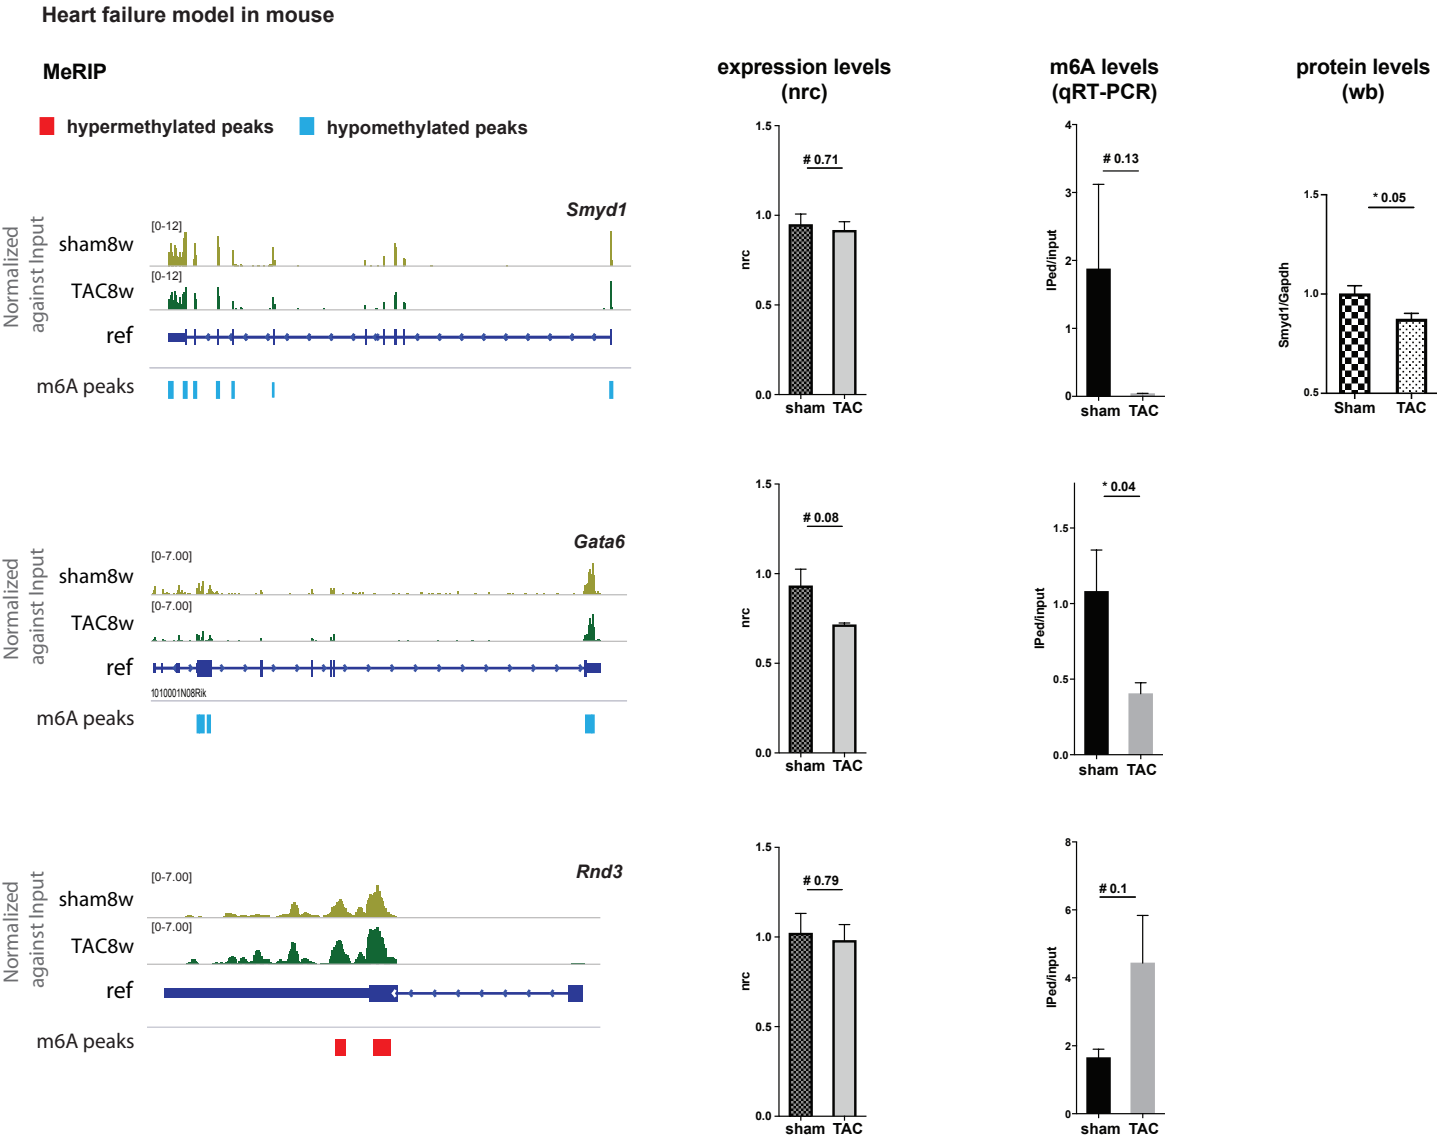 Heart failure model in mouse
MeRIP
hypermethylated peaks
hypomethylated peaks
expression levels
(nrc)
m6A levels
(qRT-PCR)
protein levels
(wb)
Normalized
against Input
sham8w
[0-12]
Smyd1
TAC8w
[0-12]
ref
m6A peaks
1.5
1.0
0.5
0.0
nrc
# 0.71
sham TAC
4
3
2
1
0
IPed/input
# 0.13
sham TAC
1.5
1.0
0.5
Smyd1/Gapdh
* 0.05
Sham TAC
Normalized
against Input
sham8w
[0-7.00]
Gata6
TAC8w
[0-7.00]
ref
1010001N08Rik
m6A peaks
1.5
1.0
0.5
0.0
nrc
# 0.08
sham TAC
1.5
1.0
0.5
0.0
IPed/input
* 0.04
sham TAC
Normalized
against Input
sham8w
[0-7.00]
Rnd3
TAC8w
[0-7.00]
ref
m6A peaks
1.5
1.0
0.5
0.0
nrc
# 0.79
sham TAC
8
6
4
2
0
IPed/input
# 0.1
sham TAC